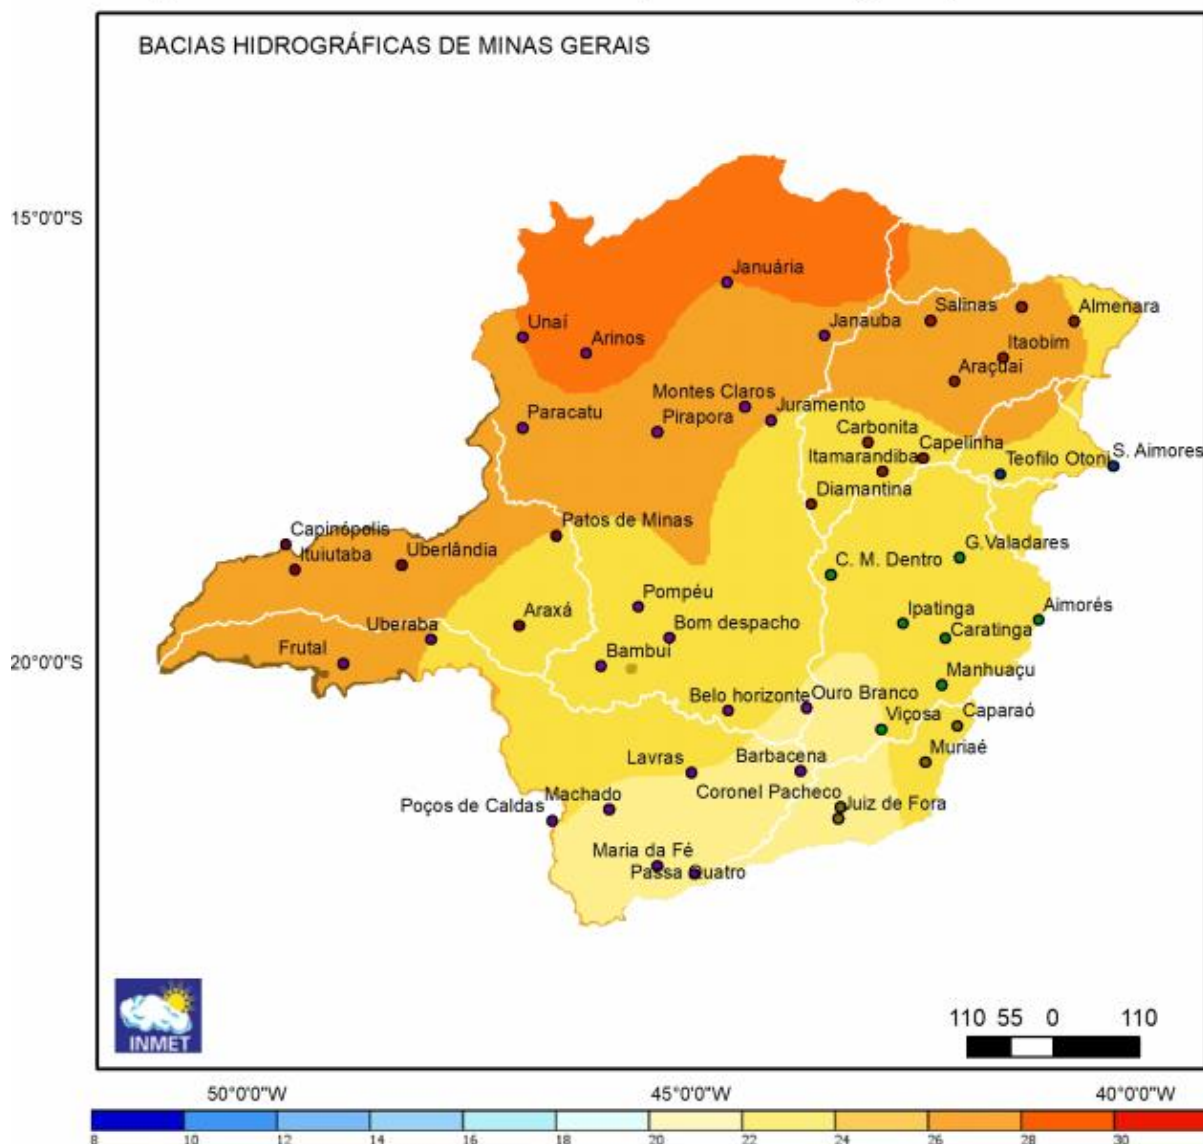 BACIAS HIDROGRÁFICAS DE MINAS GERAIS
15°0'0"S
Januária
Unaí
Arinos
Janauba
Salinas
Almenara
Itaobim
Araçuai
Montes Claros
Juramento
Paracatu
Pirapora
Carbonita
Capelinha
S. Aimores
Itamarandiba
Teofilo Otoni
Diamantina
Patos de Minas
Capinópolis
Ituiutaba
Uberlândia
G.Valadares
C. M. Dentro
Pompéu
Araxá
Ipatinga
Aimorés
Uberaba
Bom despacho
Caratinga
Frutal
Bambuí
20°0'0"S
Manhuaçu
Belo horizonte
Ouro Branco
Viçosa
Caparaó
Muriaé
Lavras
Barbacena
Machado
Coronel Pacheco
Poços de Caldas
Juiz de Fora
Maria da Fé
Passa Quatro
INMET
110 55 0 110
50°0'0"W 45°0'0"W 40°0'0"W
8 10 12 14 16 18 20 22 24 26 28 30